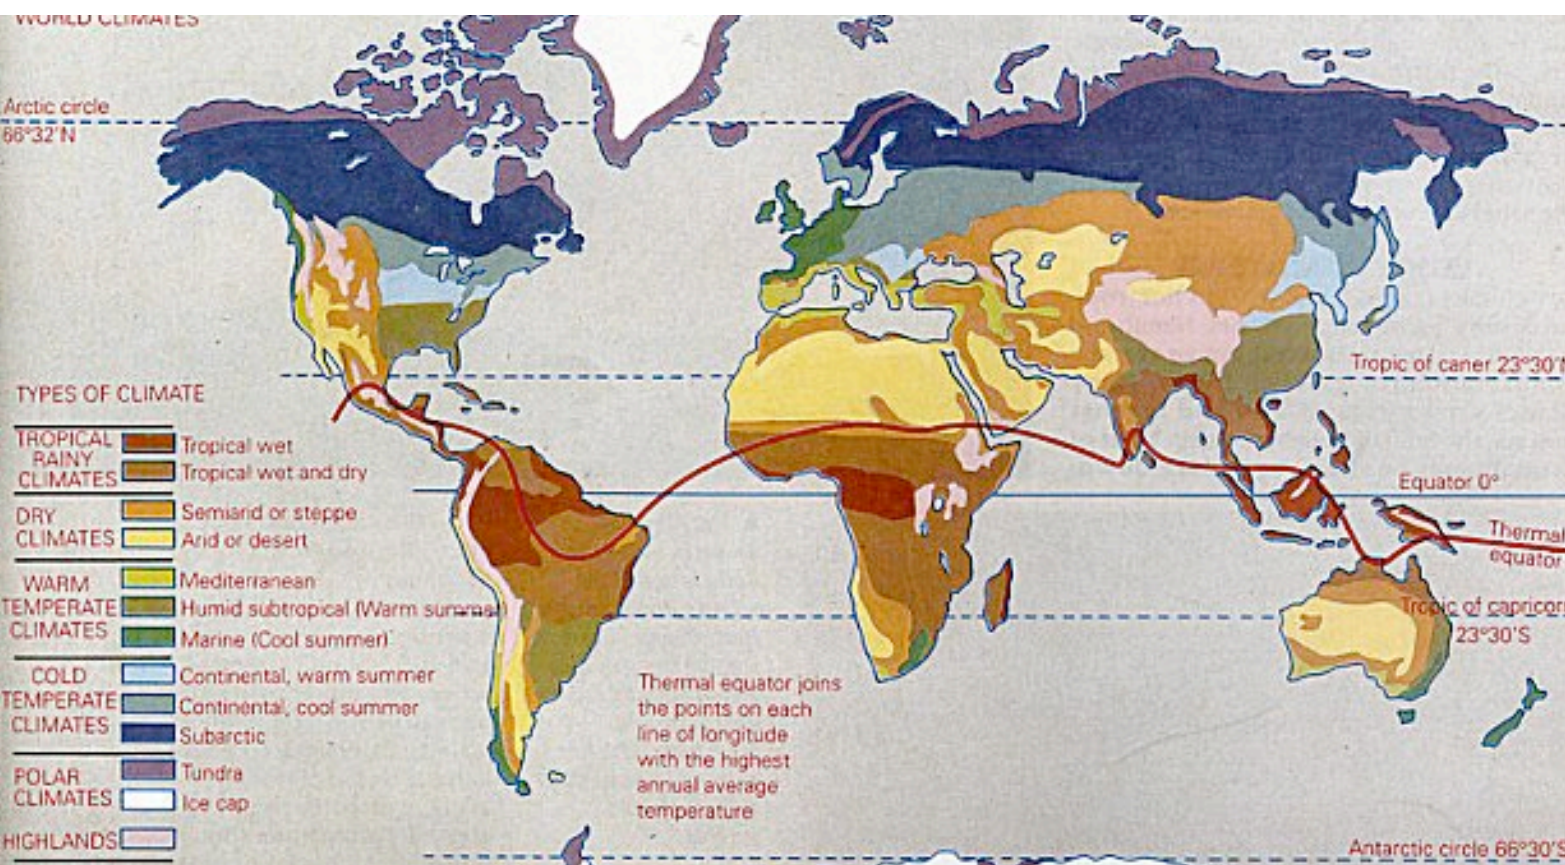 WORLD CLIMATES
Arctic circle
66°32'N
Tropic of caner 23°30'N
TYPES OF CLIMATE
TROPICAL
RAINY
CLIMATES
Tropical wet
Tropical wet and dry
DRY
CLIMATES
Semiarid or steppe
Arid or desert
WARM
TEMPERATE
CLIMATES
Mediterranean
Humid subtropical (Warm summer
Marine (Cool summer)
COLD
TEMPERATE
CLIMATES
Continental, warm summer
Continental, cool summer
Subarctic
POLAR
CLIMATES
Tundra
Ice cap
HIGHLANDS
Equator 0°
Thermal
equator
Tropic of capricorn
23°30'S
Thermal equator joins
the points on each
line of longitude
with the highest
annual average
temperature
Antarctic circle 66°30'S